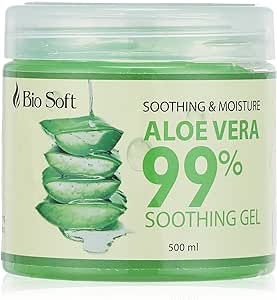 Bio Soft
SOOTHING & MOISTURE
ALOE VERA
99%
SOOTHING GEL
500 ml